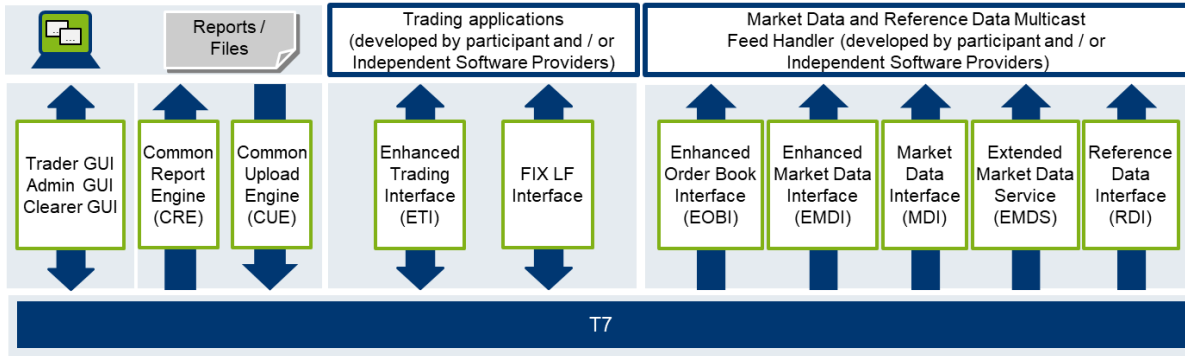 Reports /
Files
Trading applications
(developed by participant and / or
Independent Software Providers)
Market Data and Reference Data Multicast
Feed Handler (developed by participant and / or
Independent Software Providers)
Trader GUI
Admin GUI
Clearer GUI
Common
Report
Engine
(CRE)
Common
Upload
Engine
(CUE)
Enhanced
Trading
Interface
(ETI)
FIX LF
Interface
Enhanced
Order Book
Interface
(EOBI)
Enhanced
Market Data
Interface
(EMDI)
Market
Data
Interface
(MDI)
Extended
Market Data
Service
(EMDS)
Reference
Data
Interface
(RDI)
T7